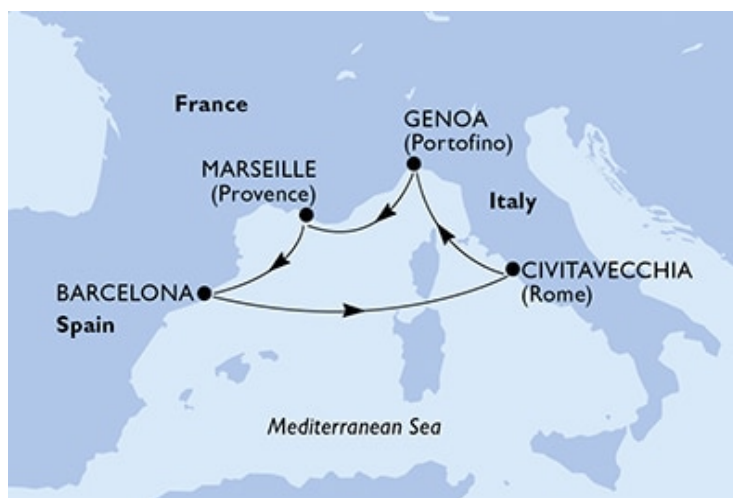 France
GENOA
(Portofino)
MARSEILLE
(Provence)
Italy
CIVITAVECCHIA
(Rome)
BARCELONA
Spain
Mediterranean Sea